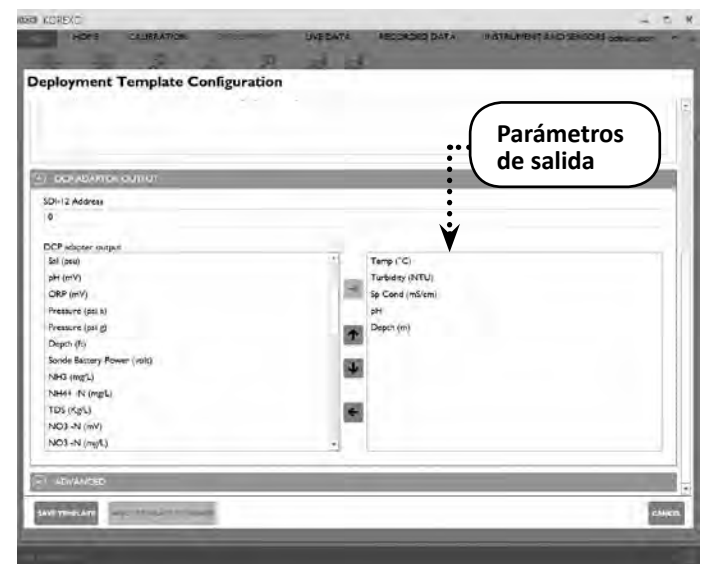 KOREXO
HOME CALIBRATION LIVE DATA RECORDED DATA INSTRUMENT AND SENSORS
Deployment Template Configuration
Parámetros
de salida
DCP ADAPTOR OUTPUT
SDI-12 Address
0
DCP adapter output
Sal (psu)
pH (mV)
ORP (mV)
Pressure (psi a)
Pressure (psi g)
Depth (ft)
Sonde Battery Power (volt)
NH3 (mg/L)
NH4+ -N (mg/L)
TDS (Kg/L)
NO3 -N (mV)
NO3 -N (mg/L)
Temp (°C)
Turbidity (NTU)
Sp Cond (mS/cm)
pH
Depth (m)
ADVANCED
SAVE TEMPLATE
CANCEL